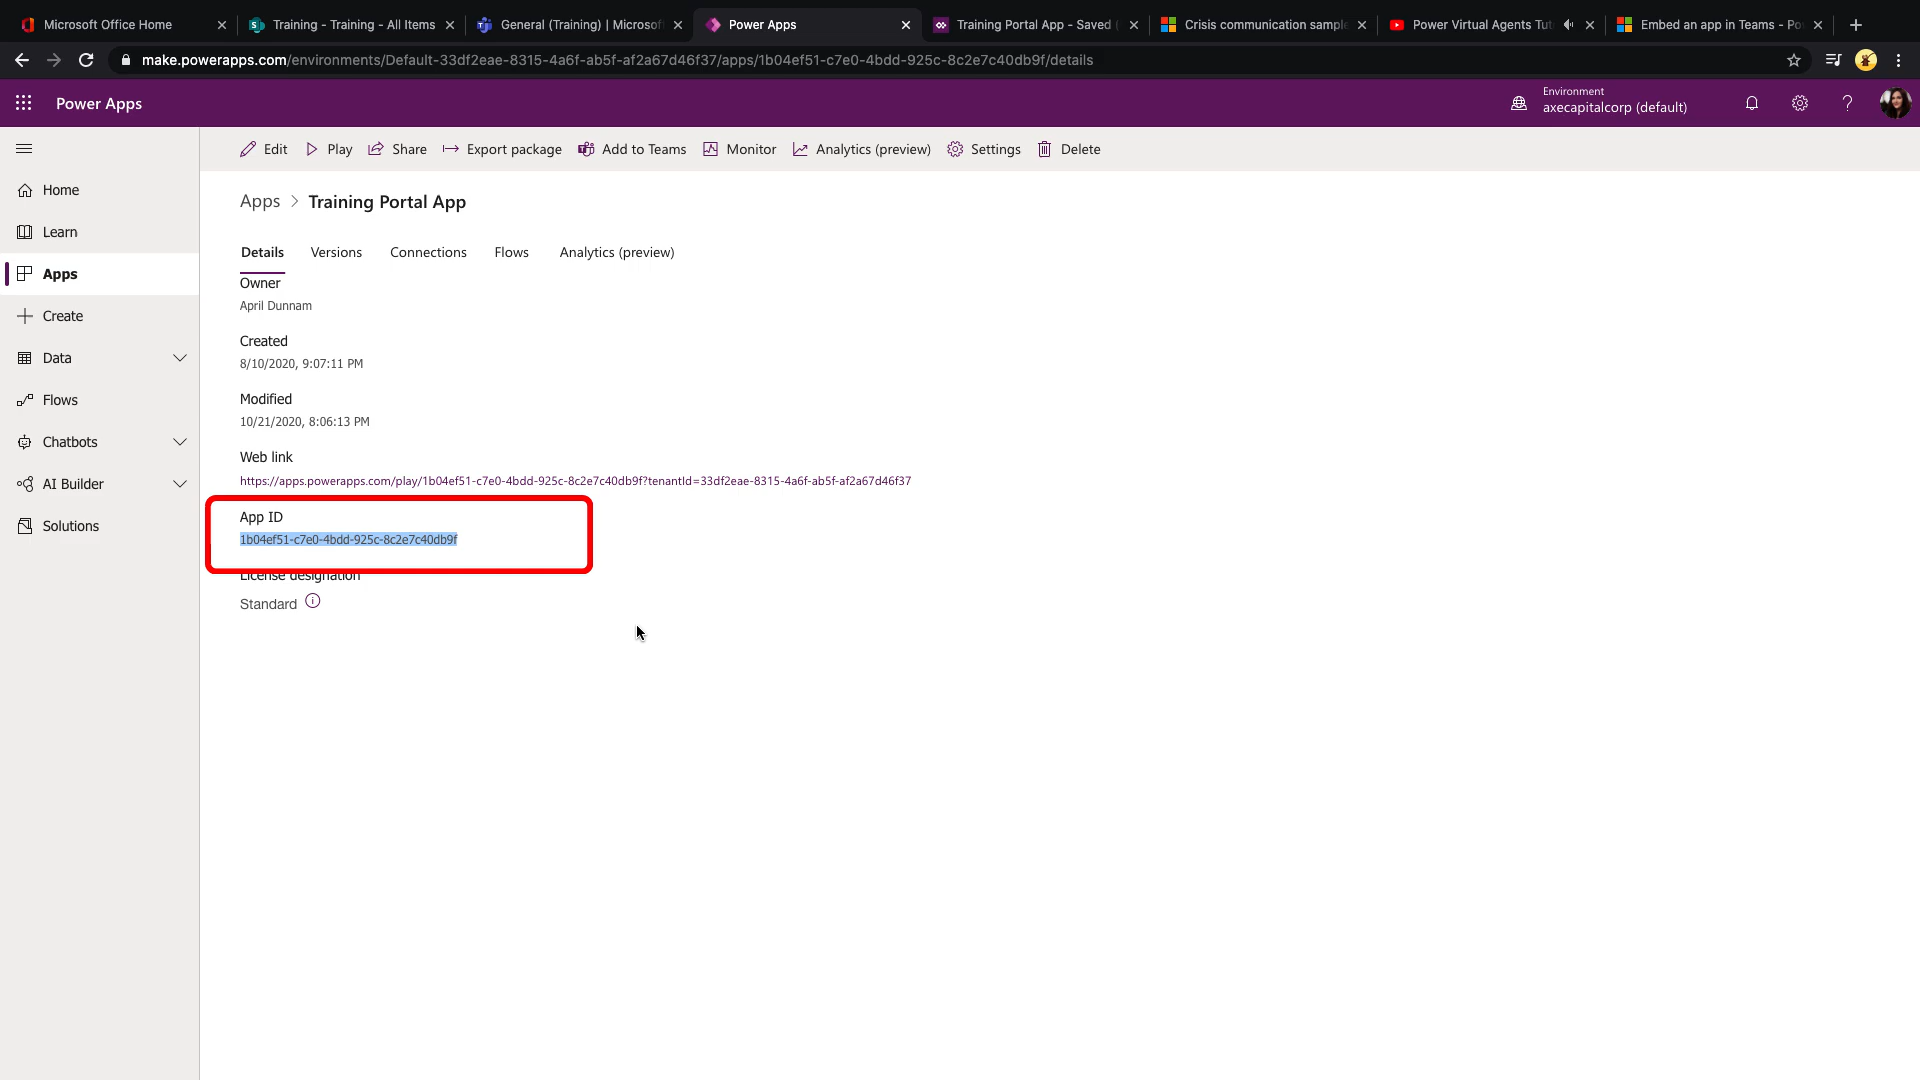 Microsoft Office Home
Training - Training - All Items
General (Training) | Microsof
Power Apps
Training Portal App - Saved
Crisis communication sample
Power Virtual Agents Tut
Embed an app in Teams - Po
make.powerapps.com/environments/Default-33df2eae-8315-4a6f-ab5f-af2a67d46f37/apps/1b04ef51-c7e0-4bdd-925c-8c2e7c40db9f/details
Power Apps
Environment
axecapitalcorp (default)
Edit
Play
Share
Export package
Add to Teams
Monitor
Analytics (preview)
Settings
Delete
Home
Learn
Apps
Create
Data
Flows
Chatbots
AI Builder
Solutions
Apps > Training Portal App
Details
Versions
Connections
Flows
Analytics (preview)
Owner
April Dunnam
Created
8/10/2020, 9:07:11 PM
Modified
10/21/2020, 8:06:13 PM
Web link
https://apps.powerapps.com/play/1b04ef51-c7e0-4bdd-925c-8c2e7c40db9f?tenantId=33df2eae-8315-4a6f-ab5f-af2a67d46f37
App ID
1b04ef51-c7e0-4bdd-925c-8c2e7c40db9f
License designation
Standard